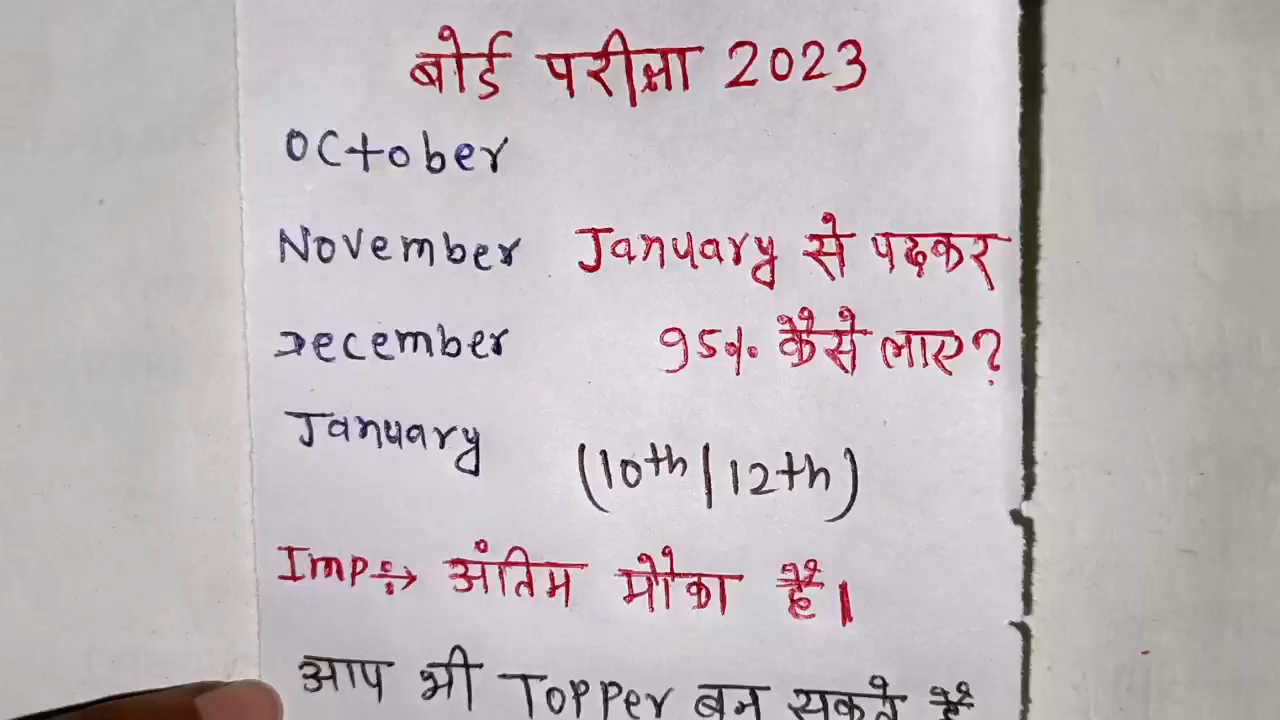 बोर्ड परीक्षा 2023
October
November January से पढ़कर
December 95% कैसे लाए?
January (10th/12th)
Imp:→ अंतिम मौका है।
आप भी Topper बन सकते हैं